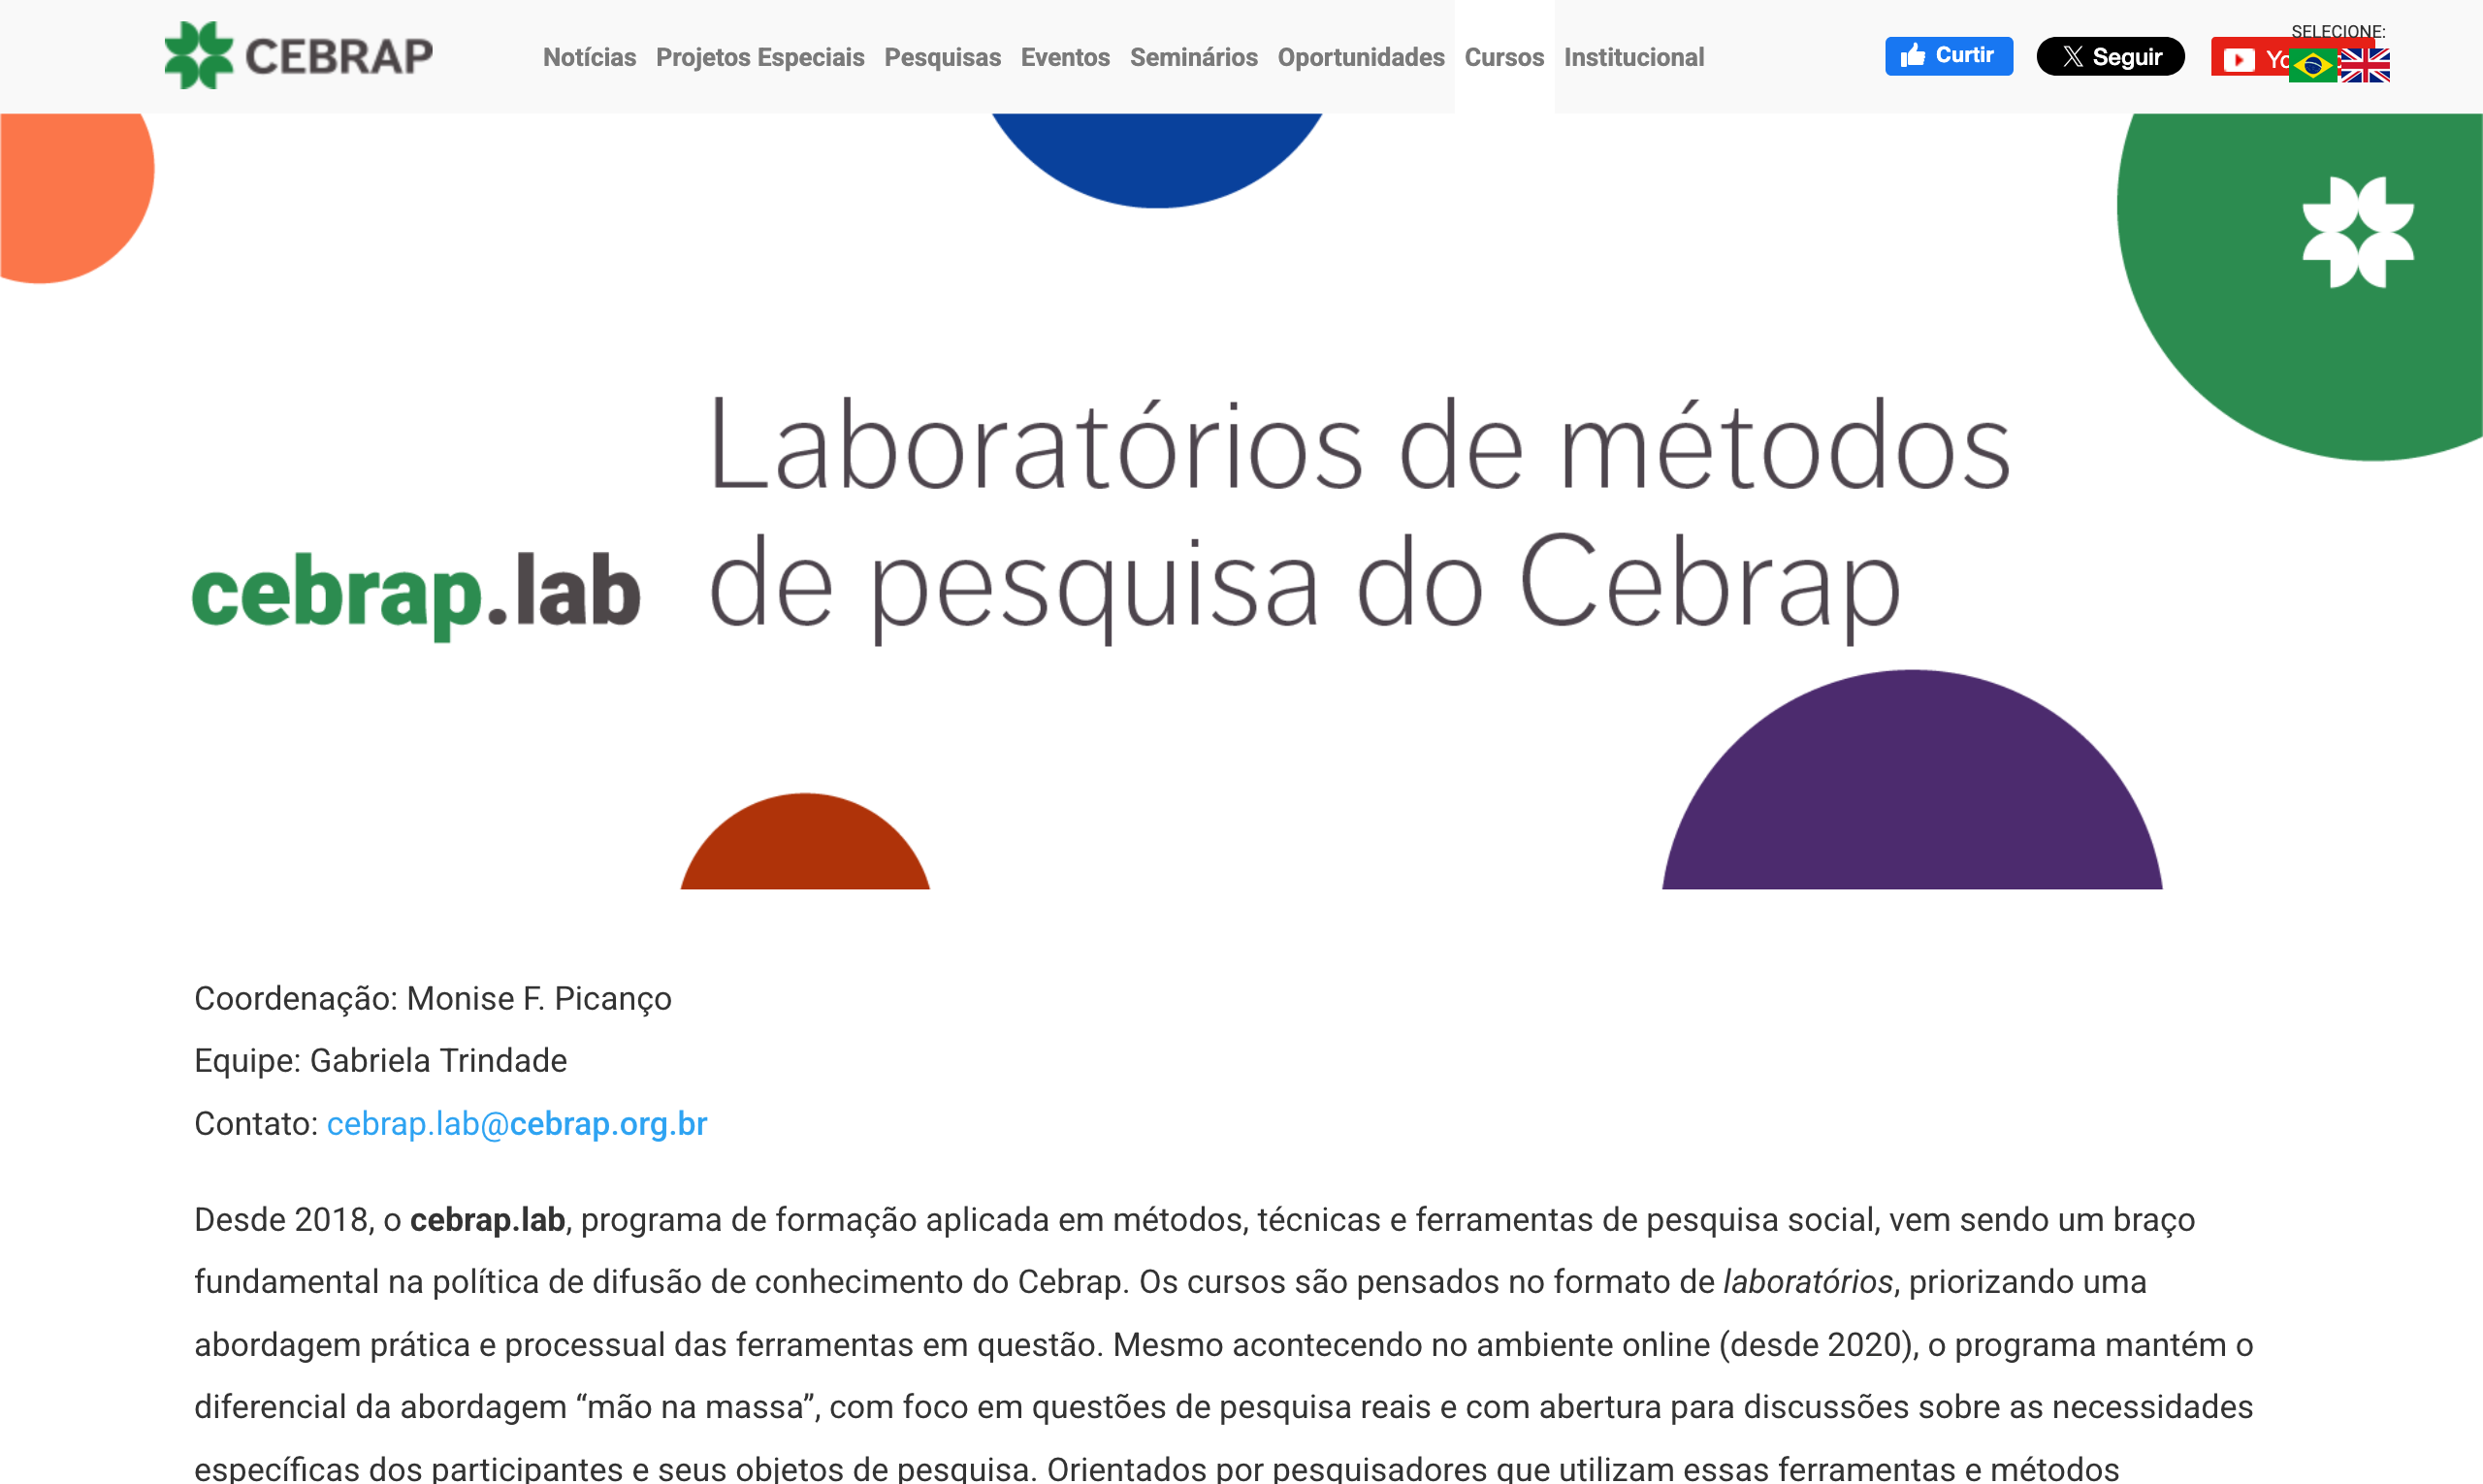 CEBRAP
Notícias Projetos Especiais Pesquisas Eventos Seminários Oportunidades Cursos Institucional
Curtir
Seguir
SELECIONE:
Laboratórios de métodos
de pesquisa do Cebrap
cebrap.lab
Coordenação: Monise F. Picanço
Equipe: Gabriela Trindade
Contato: cebrap.lab@cebrap.org.br
Desde 2018, o cebrap.lab, programa de formação aplicada em métodos, técnicas e ferramentas de pesquisa social, vem sendo um braço
fundamental na política de difusão de conhecimento do Cebrap. Os cursos são pensados no formato de laboratórios, priorizando uma
abordagem prática e processual das ferramentas em questão. Mesmo acontecendo no ambiente online (desde 2020), o programa mantém o
diferencial da abordagem “mão na massa”, com foco em questões de pesquisa reais e com abertura para discussões sobre as necessidades
específicas dos participantes e seus objetos de pesquisa. Orientados por pesquisadores que utilizam essas ferramentas e métodos